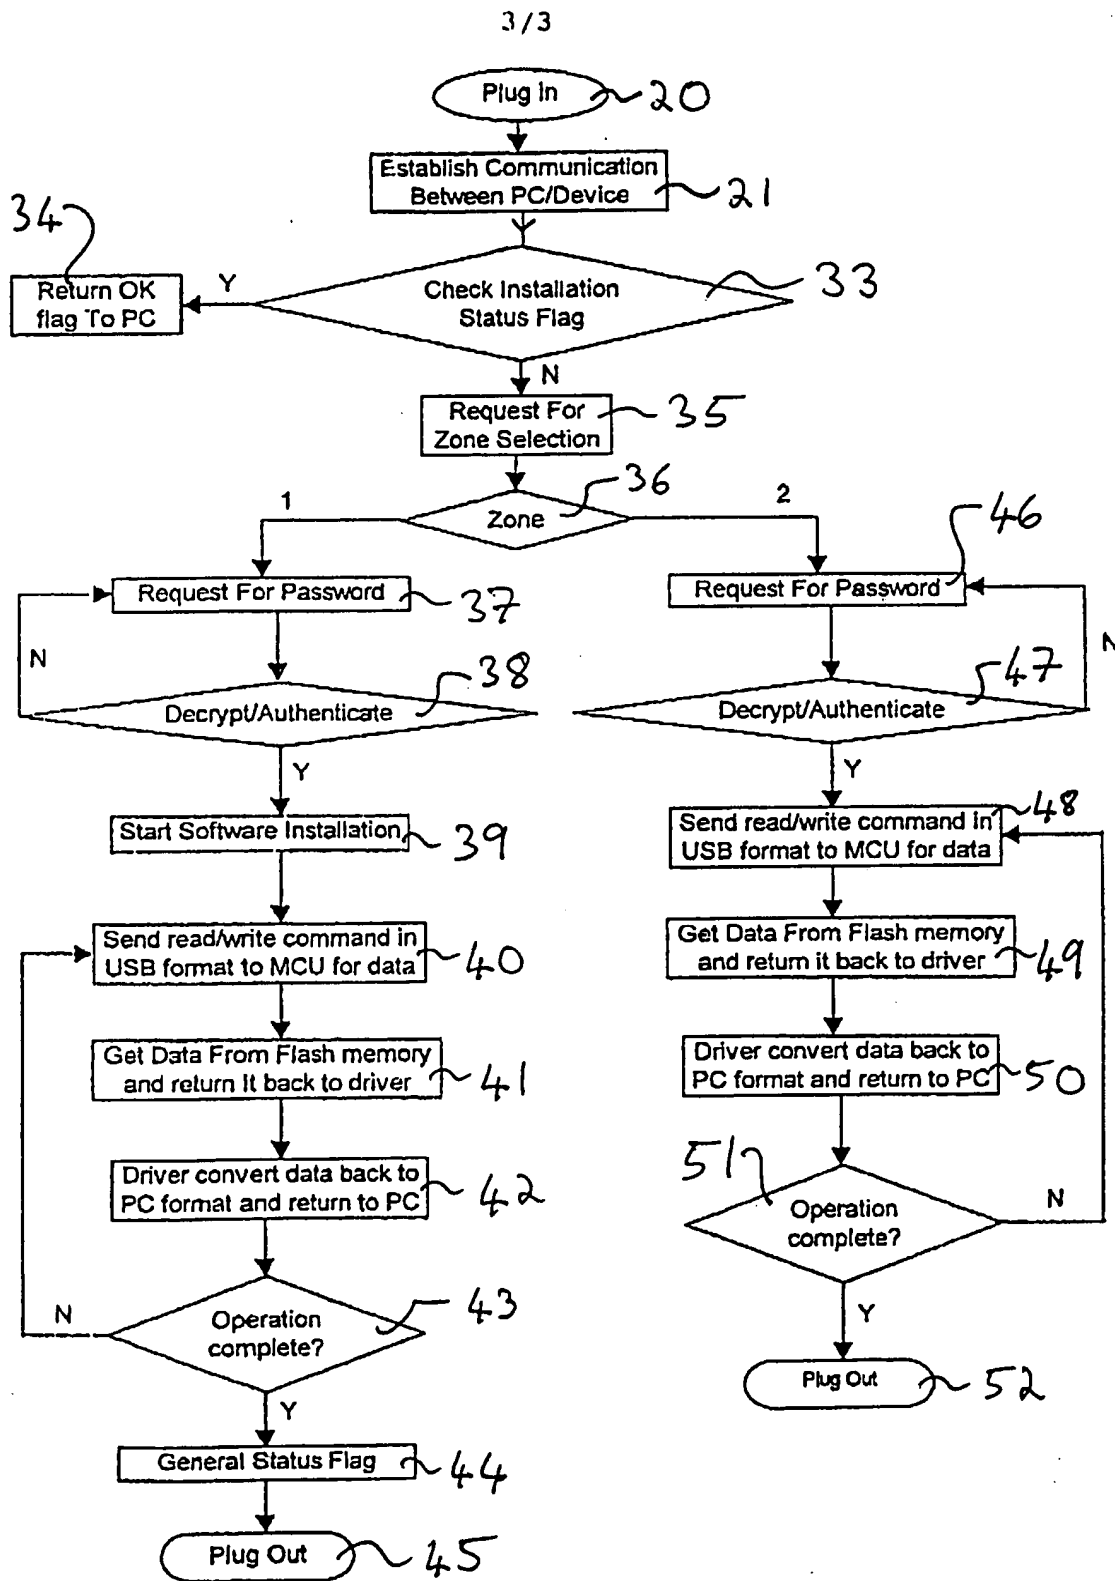 3/3
Plug In
20
Establish Communication
Between PC/Device
21
34
Return OK
flag To PC
Y
Check Installation
Status Flag
33
N
Request For
Zone Selection
35
Zone
36
1
2
Request For Password
37
N
Decrypt/Authenticate
38
Y
Start Software Installation
39
Send read/write command in
USB format to MCU for data
40
Get Data From Flash memory
and return it back to driver
41
Driver convert data back to
PC format and return to PC
42
Operation
complete?
43
N
Y
General Status Flag
44
Plug Out
45
46
Request For Password
N
47
Decrypt/Authenticate
Y
48
Send read/write command in
USB format to MCU for data
Get Data From Flash memory
and return it back to driver
49
Driver convert data back to
PC format and return to PC
50
51
Operation
complete?
N
Y
Plug Out
52